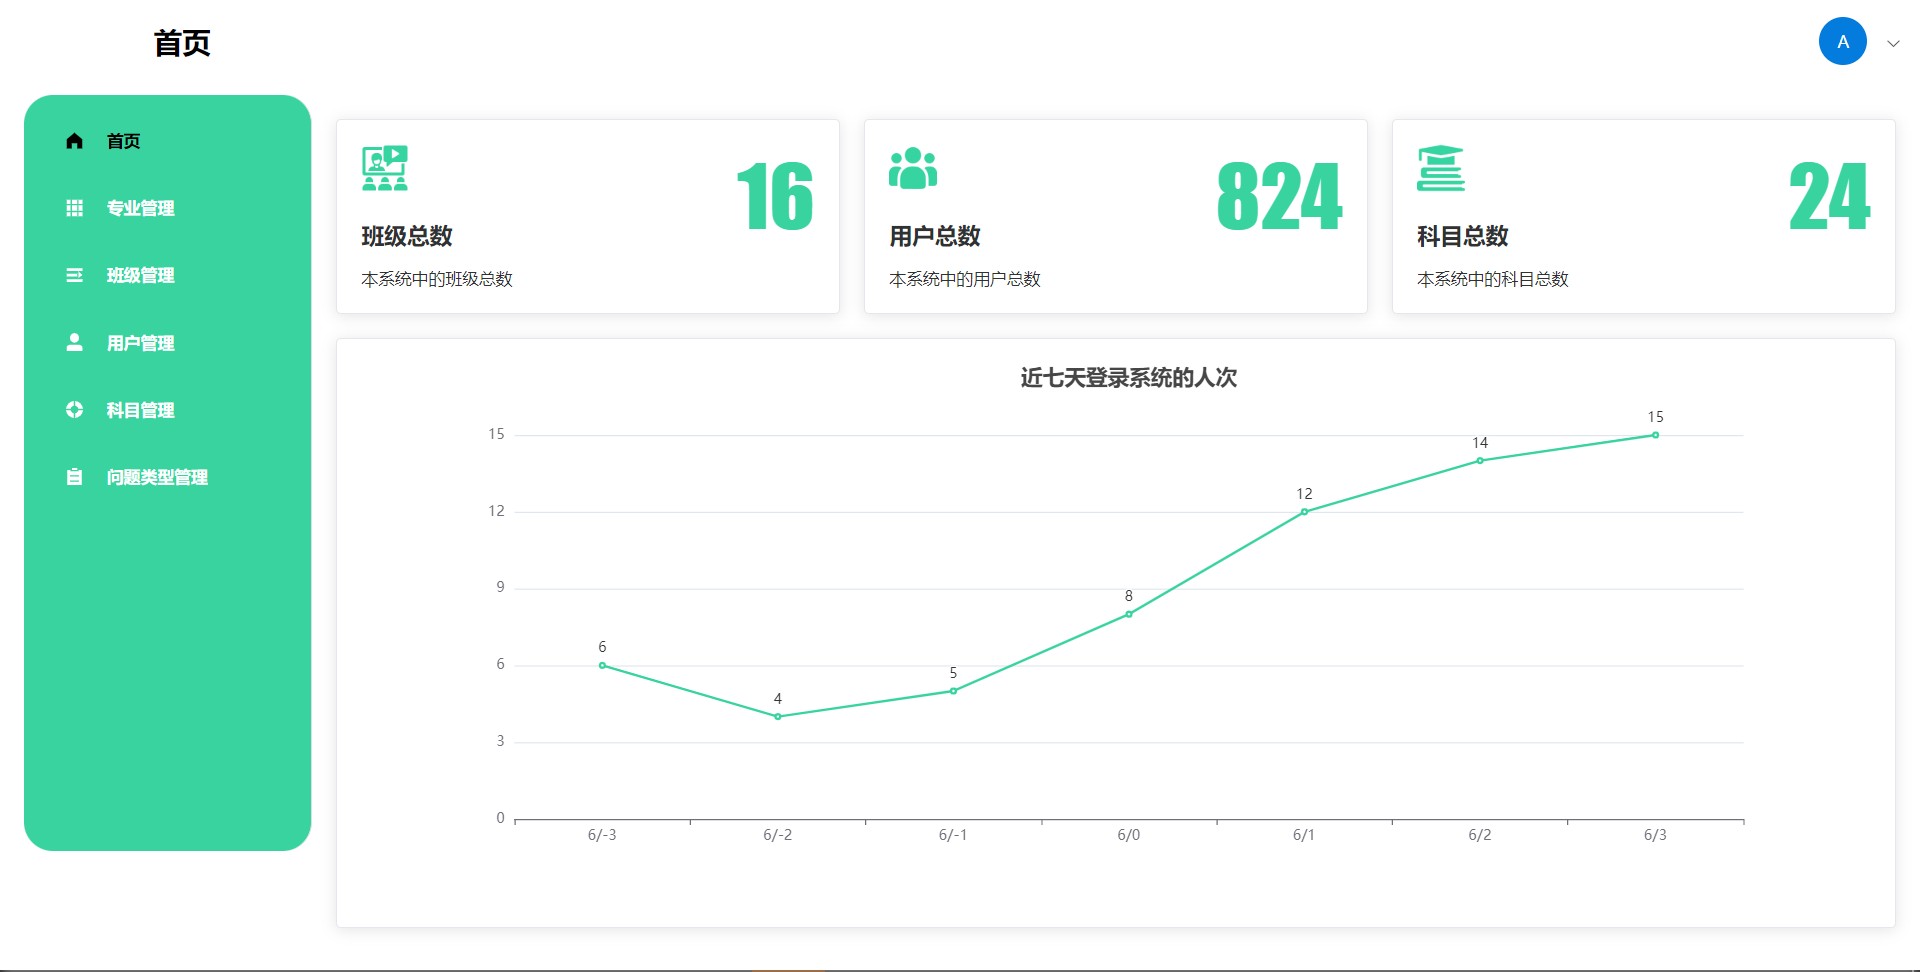 首页
A
首页
专业管理
班级管理
用户管理
科目管理
问题类型管理
16
班级总数
本系统中的班级总数
824
用户总数
本系统中的用户总数
24
科目总数
本系统中的科目总数
近七天登录系统的人次
15
12
9
6
3
0
6
4
5
8
12
14
15
6/-3
6/-2
6/-1
6/0
6/1
6/2
6/3